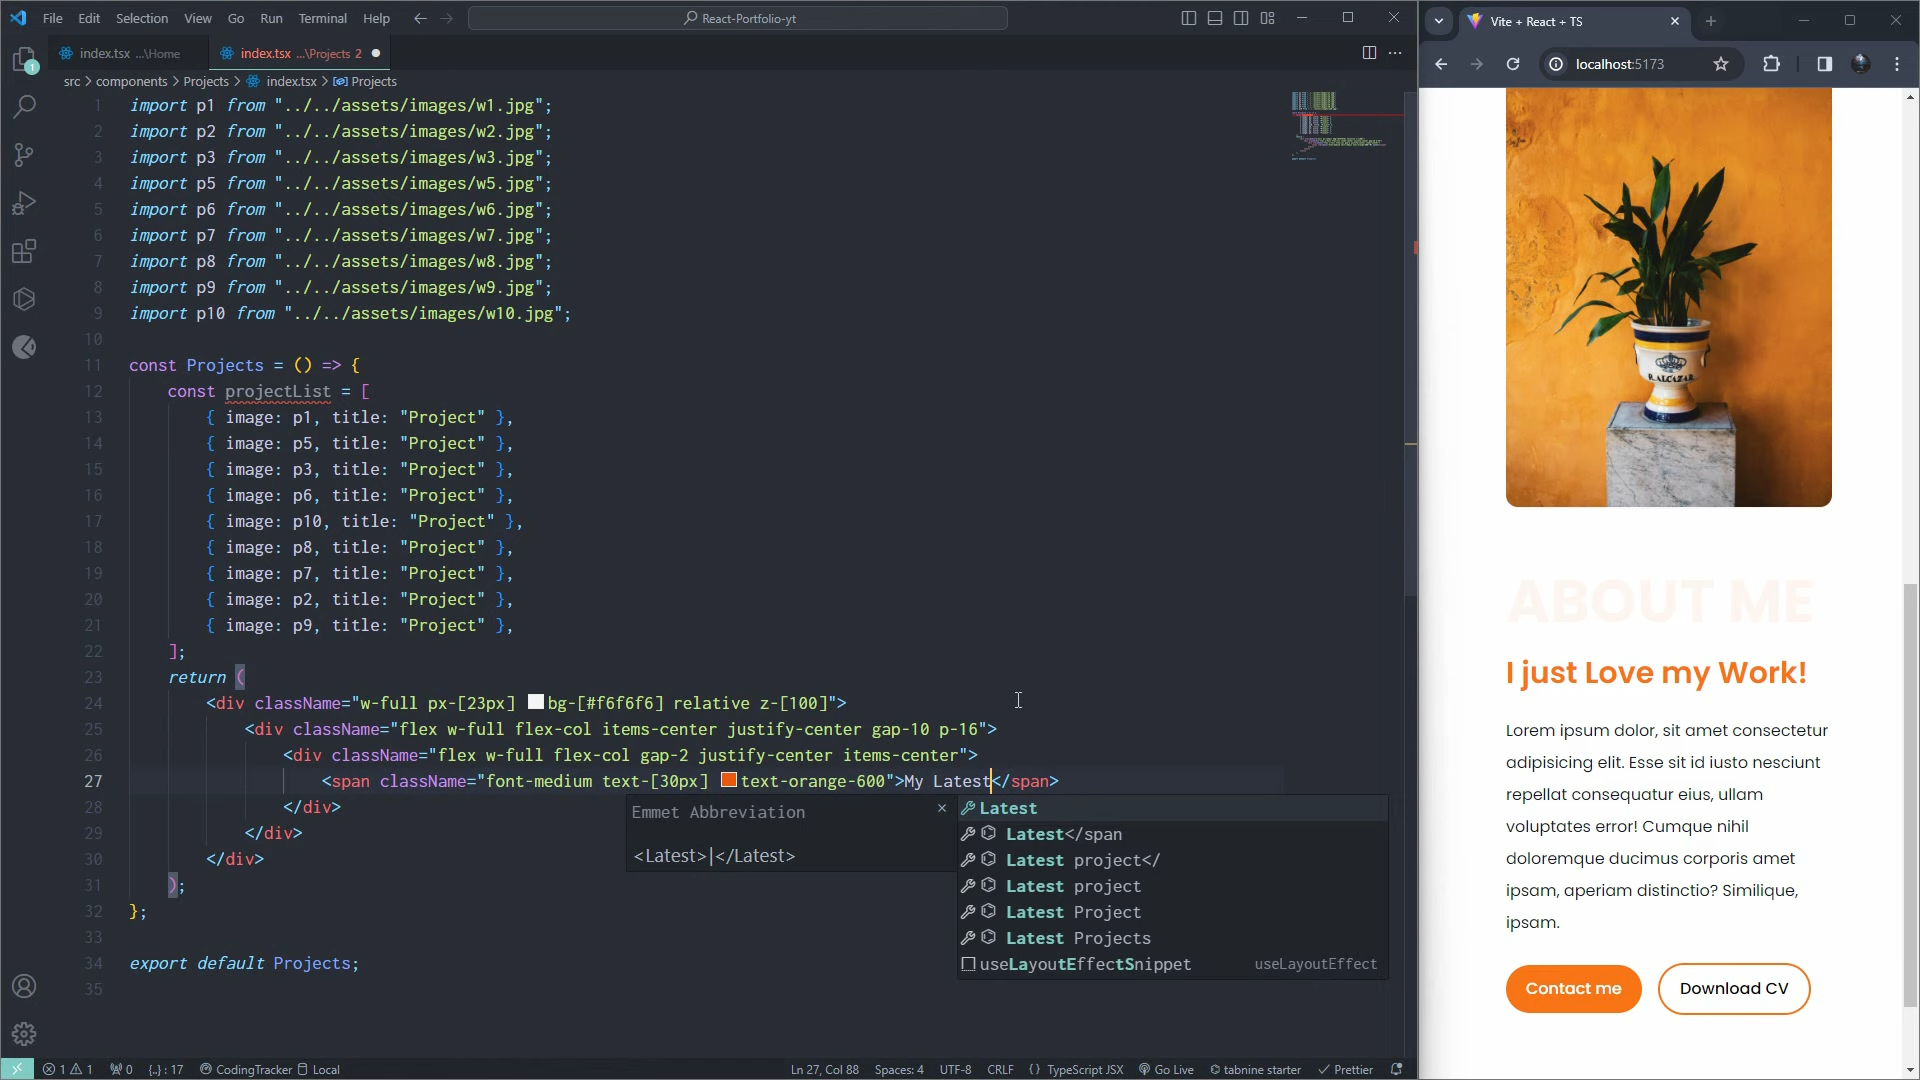 File Edit Selection View Go Run Terminal Help
React-Portfolio-yt
index.tsx ...\Home
index.tsx ...\Projects 2
src > components > Projects > index.tsx > Projects
1 import p1 from "../../assets/images/w1.jpg";
2 import p2 from "../../assets/images/w2.jpg";
3 import p3 from "../../assets/images/w3.jpg";
4 import p5 from "../../assets/images/w5.jpg";
5 import p6 from "../../assets/images/w6.jpg";
6 import p7 from "../../assets/images/w7.jpg";
7 import p8 from "../../assets/images/w8.jpg";
8 import p9 from "../../assets/images/w9.jpg";
9 import p10 from "../../assets/images/w10.jpg";
10
11 const Projects = () => {
12 const projectList = [
13 { image: p1, title: "Project" },
14 { image: p5, title: "Project" },
15 { image: p3, title: "Project" },
16 { image: p6, title: "Project" },
17 { image: p10, title: "Project" },
18 { image: p8, title: "Project" },
19 { image: p7, title: "Project" },
20 { image: p2, title: "Project" },
21 { image: p9, title: "Project" },
22 ];
23 return (
24 <div className="w-full px-[23px] bg-[#f6f6f6] relative z-[100]">
25 <div className="flex w-full flex-col items-center justify-center gap-10 p-16">
26 <div className="flex w-full flex-col gap-2 justify-center items-center">
27 <span className="font-medium text-[30px] text-orange-600">My Latest</span>
28 </div>
29 </div>
30 </div>
31 );
32 };
33
34 export default Projects;
35
Emmet Abbreviation
<Latest>|</Latest>
Latest
Latest</span
Latest project</
Latest project
Latest Project
Latest Projects
useLayoutEffectSnippet useLayoutEffect
1 1 0 {..} : 17 CodingTracker Local
Ln 27, Col 88 Spaces: 4 UTF-8 CRLF {} TypeScript JSX Go Live tabnine starter Prettier
1
Vite + React + TS
localhost:5173
R.ALCAZAR
ABOUT ME
I just Love my Work!
Lorem ipsum dolor, sit amet consectetur
adipisicing elit. Esse sit id iusto nesciunt
repellat consequatur eius, ullam
voluptates error! Cumque nihil
doloremque ducimus corporis amet
ipsam, aperiam distinctio? Similique,
ipsam.
Contact me
Download CV